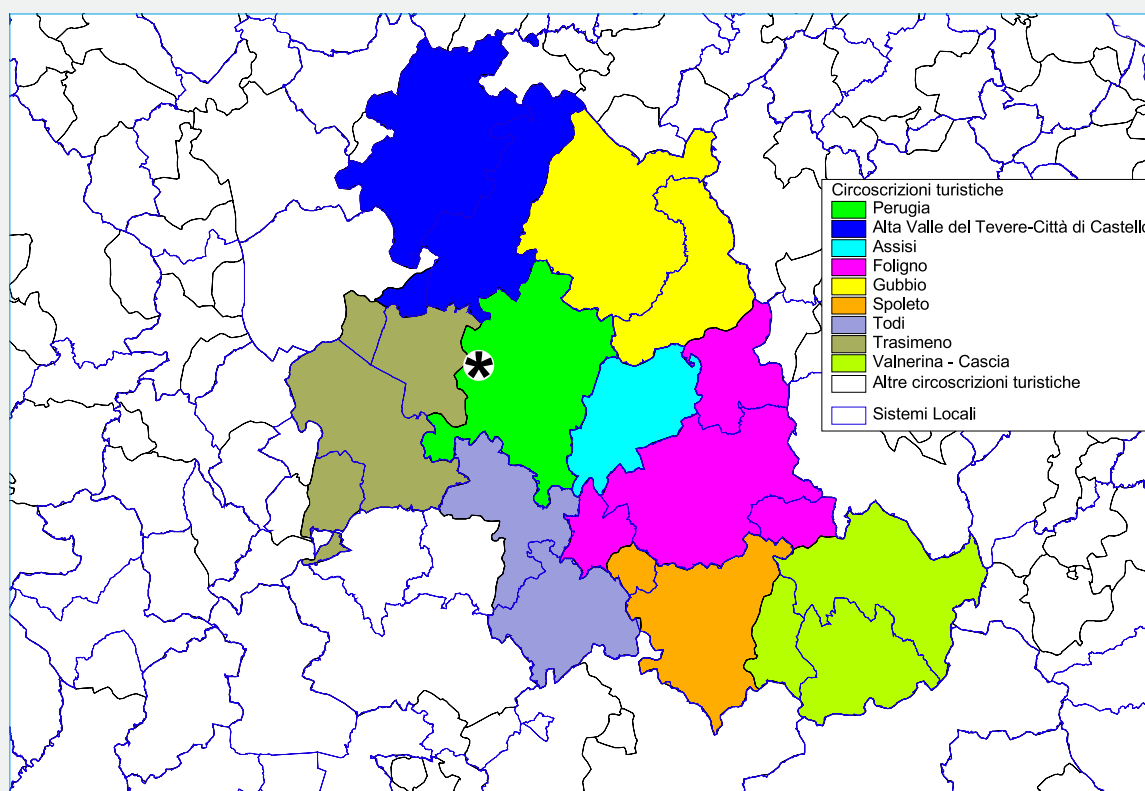 Circoscrizioni turistiche
Perugia
Alta Valle del Tevere-Città di Castello
Assisi
Foligno
Gubbio
Spoleto
Todi
Trasimeno
Valnerina - Cascia
Altre circoscrizioni turistiche
Sistemi Locali